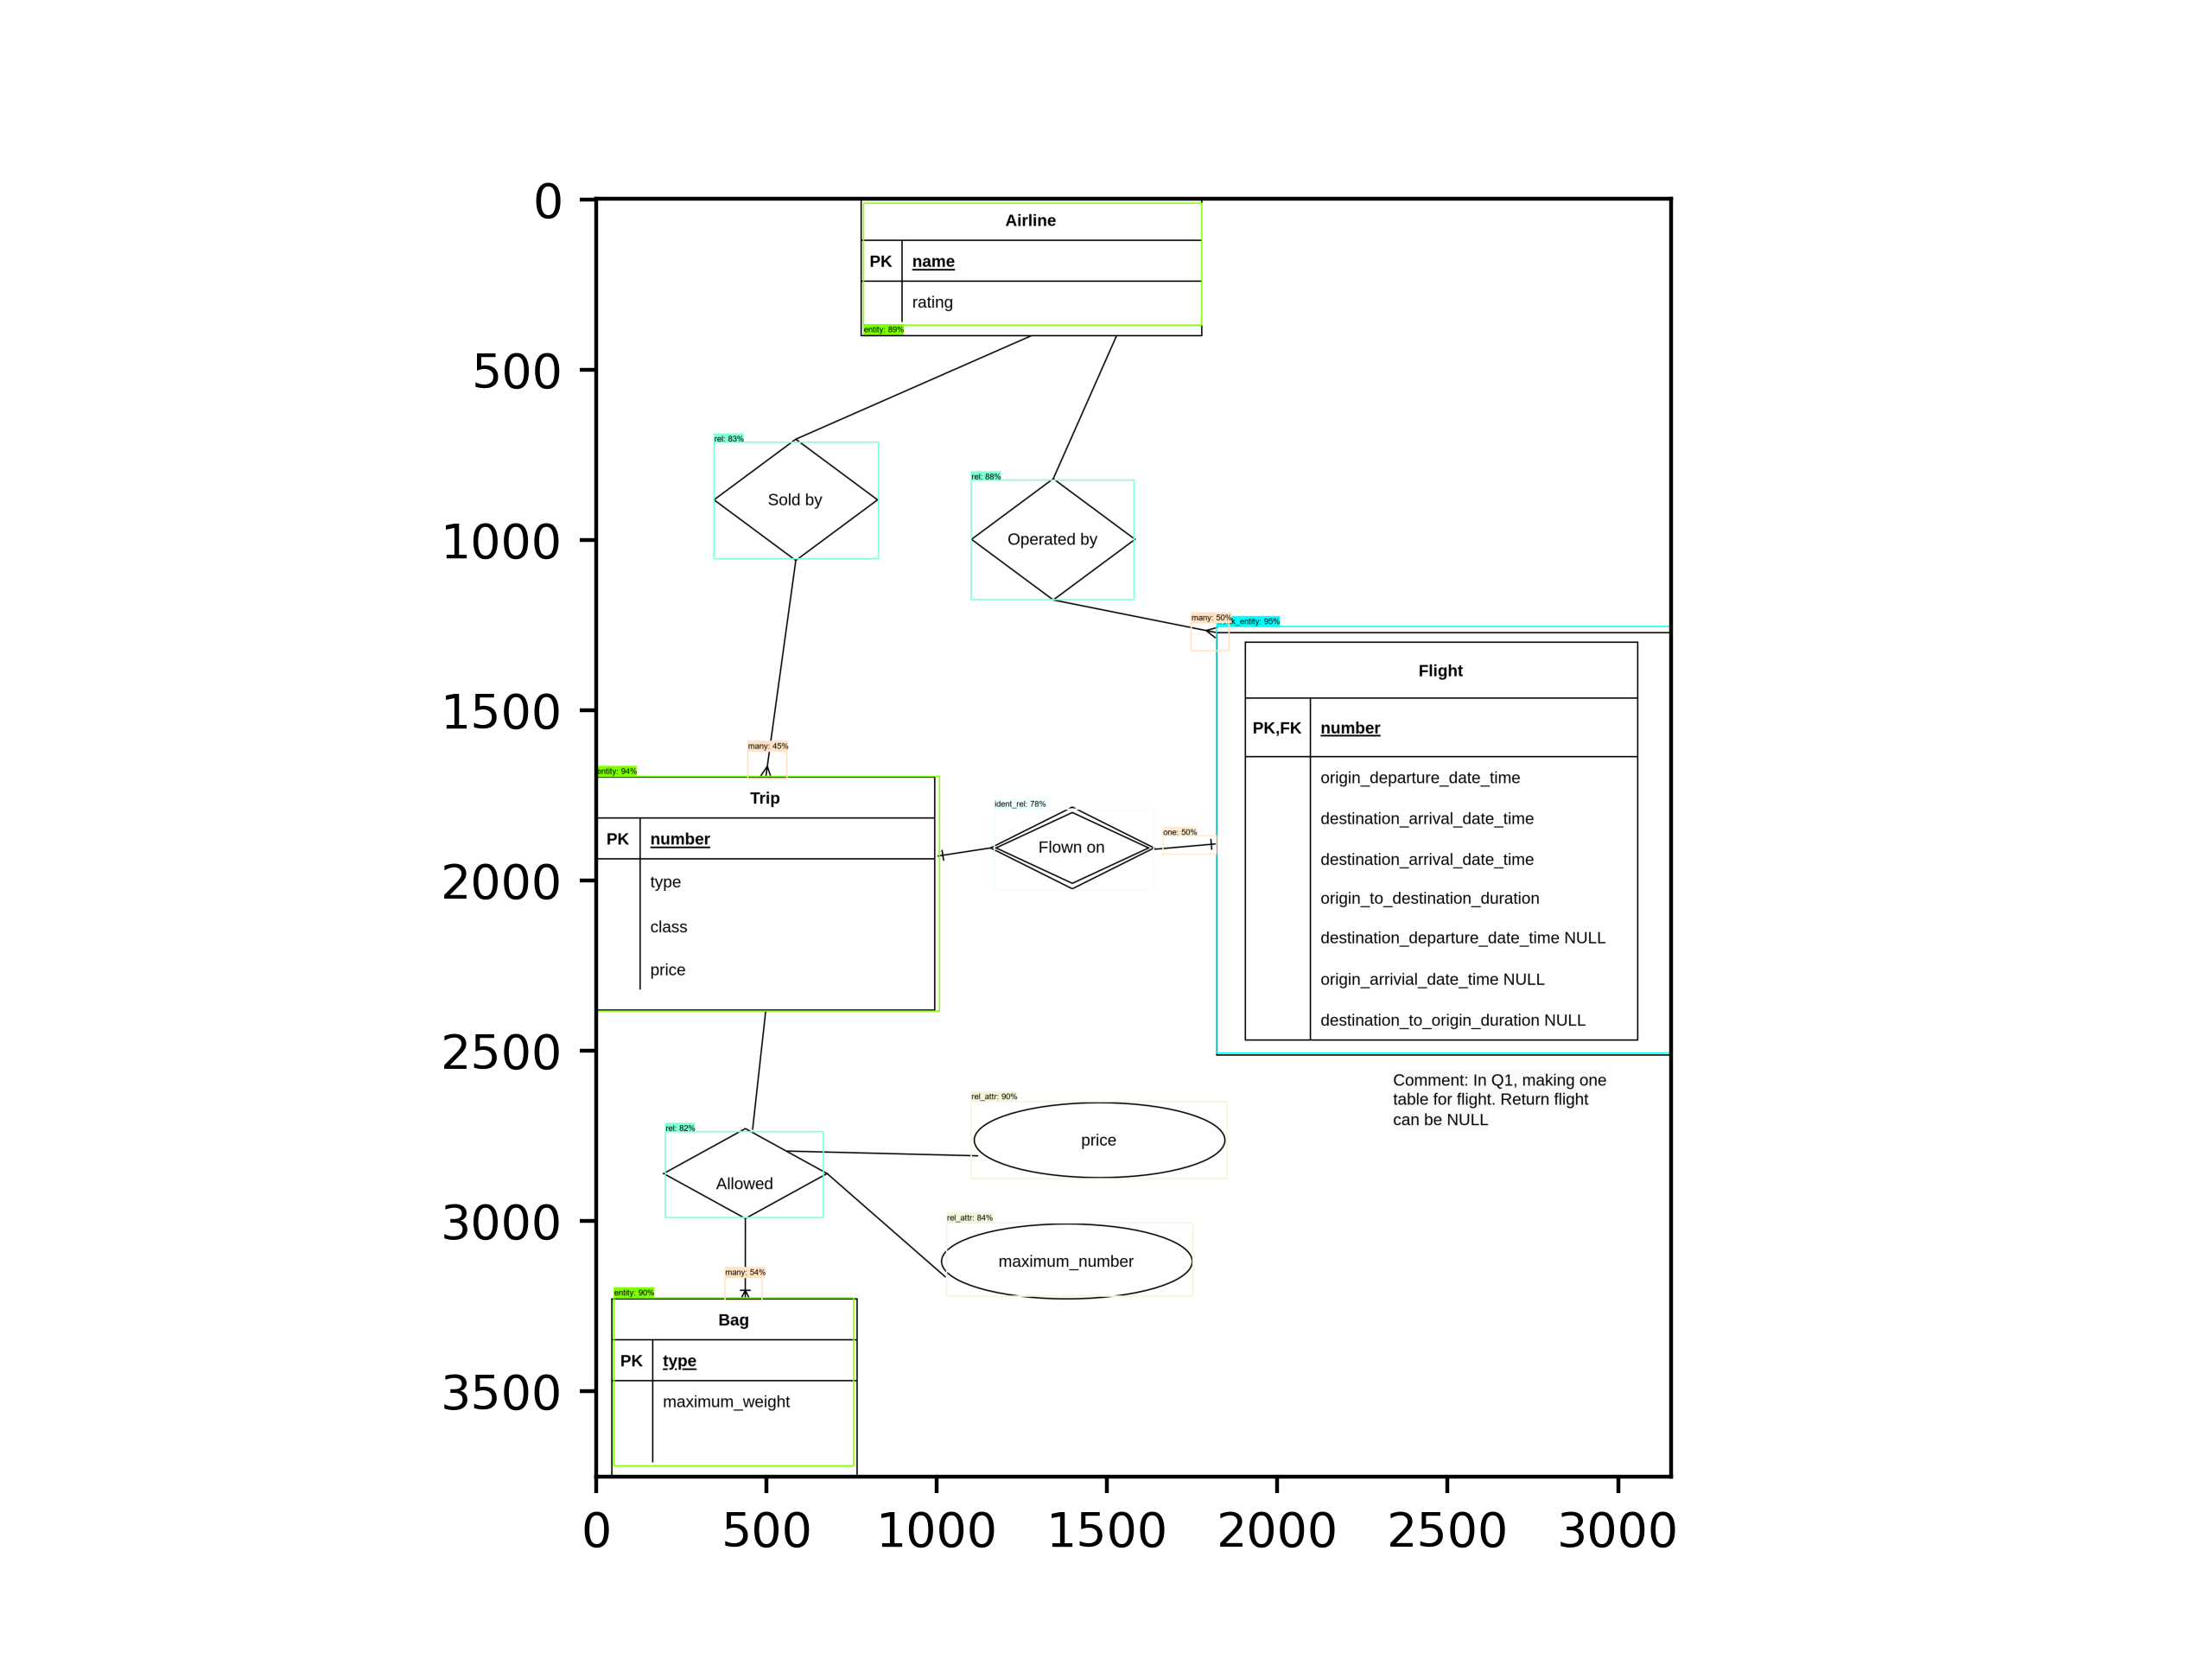 0
500
1000
1500
2000
2500
3000
3500
Airline
PK name
rating
entity: 89%
rel: 83%
Sold by
rel: 88%
Operated by
many: 50%
k_entity: 95%
Flight
PK,FK number
origin_departure_date_time
destination_arrival_date_time
destination_arrival_date_time
origin_to_destination_duration
destination_departure_date_time NULL
origin_arrivial_date_time NULL
destination_to_origin_duration NULL
many: 45%
entity: 94%
Trip
PK number
type
class
price
ident_rel: 78%
Flown on
one: 50%
Comment: In Q1, making one
table for flight. Return flight
can be NULL
rel_attr: 90%
price
rel: 82%
Allowed
rel_attr: 84%
maximum_number
many: 54%
entity: 90%
Bag
PK type
maximum_weight
0 500 1000 1500 2000 2500 3000